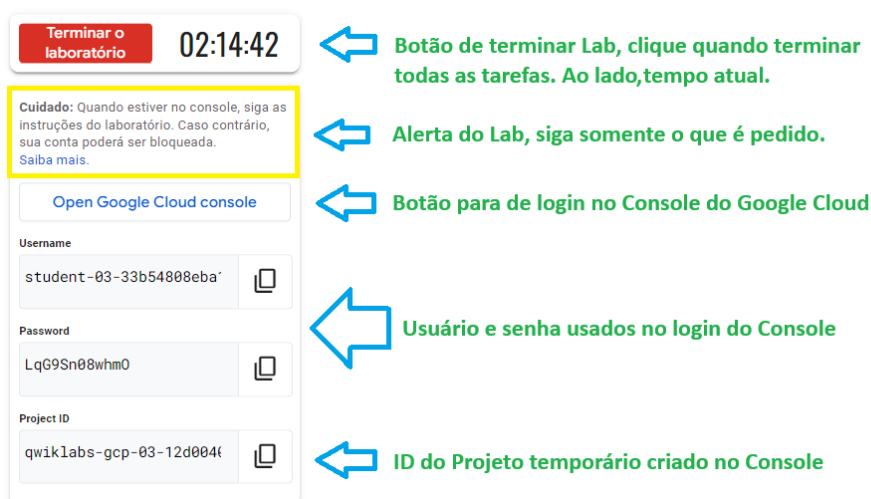 Terminar o
laboratório
02:14:42
Botão de terminar Lab, clique quando terminar
todas as tarefas. Ao lado,tempo atual.
Cuidado: Quando estiver no console, siga as
instruções do laboratório. Caso contrário,
sua conta poderá ser bloqueada.
Saiba mais.
Alerta do Lab, siga somente o que é pedido.
Open Google Cloud console
Botão para de login no Console do Google Cloud
Username
student-03-33b54808eba
Usuário e senha usados no login do Console
Password
LqG9Sn08whmO
Project ID
qwiklabs-gcp-03-12d004
ID do Projeto temporário criado no Console